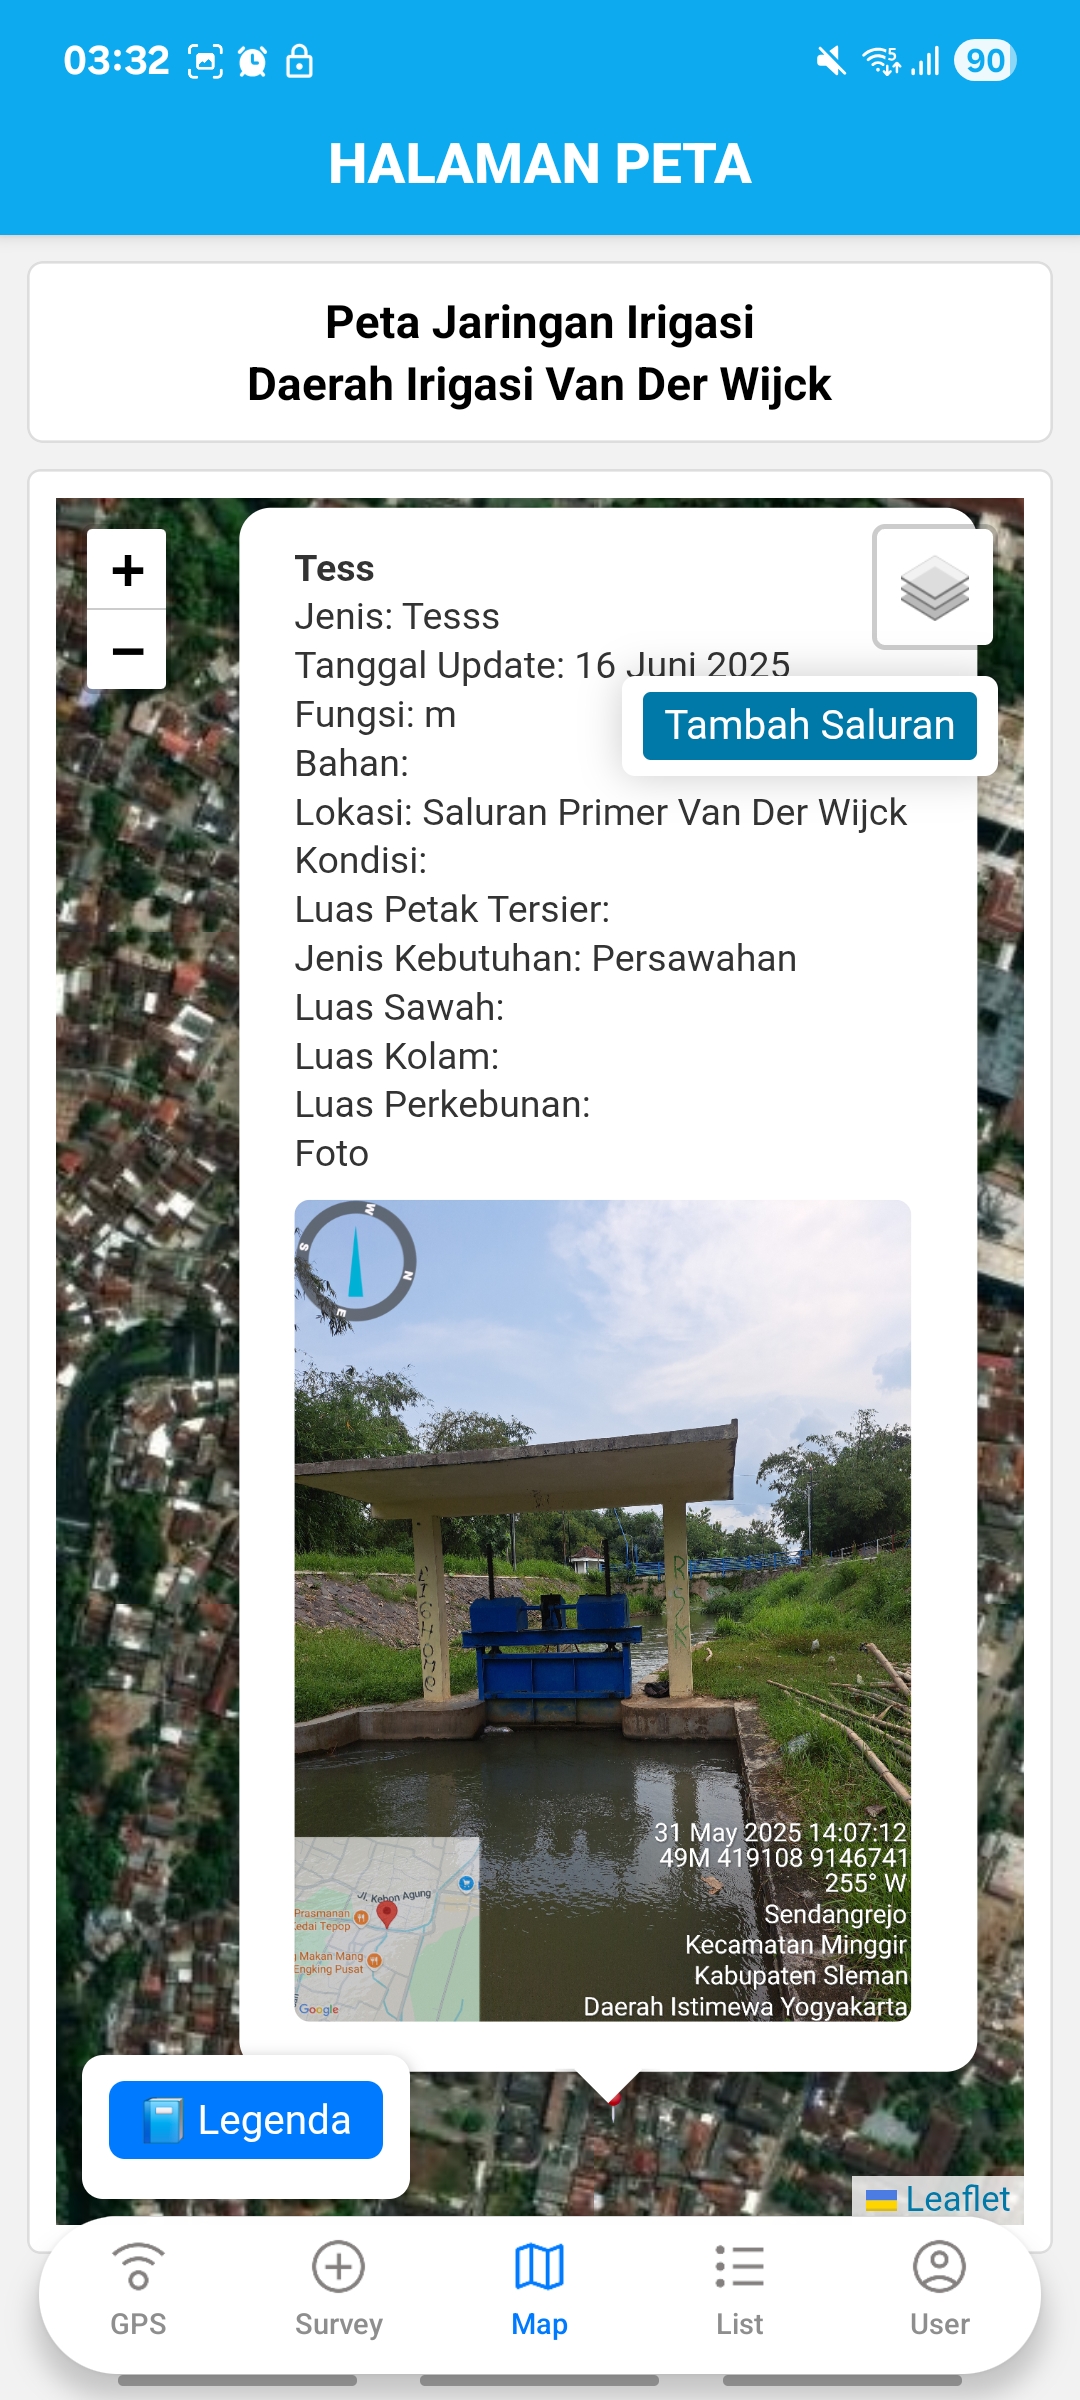 03:32
5
90
HALAMAN PETA
Peta Jaringan Irigasi
Daerah Irigasi Van Der Wijck
+
−
Tess
Jenis: Tesss
Tanggal Update: 16 Juni 2025
Fungsi: m
Tambah Saluran
Bahan:
Lokasi: Saluran Primer Van Der Wijck
Kondisi:
Luas Petak Tersier:
Jenis Kebutuhan: Persawahan
Luas Sawah:
Luas Kolam:
Luas Perkebunan:
Foto
W
S
N
E
RSK
31 May 2025 14:07:12
49M 419108 9146741
255° W
Sendangrejo
Kecamatan Minggir
Kabupaten Sleman
Daerah Istimewa Yogyakarta
Jl. Kebon Agung
Prasmanan
Kedai Tepop
Makan Mang
Engking Pusat
Google
Legenda
Leaflet
GPS
Survey
Map
List
User